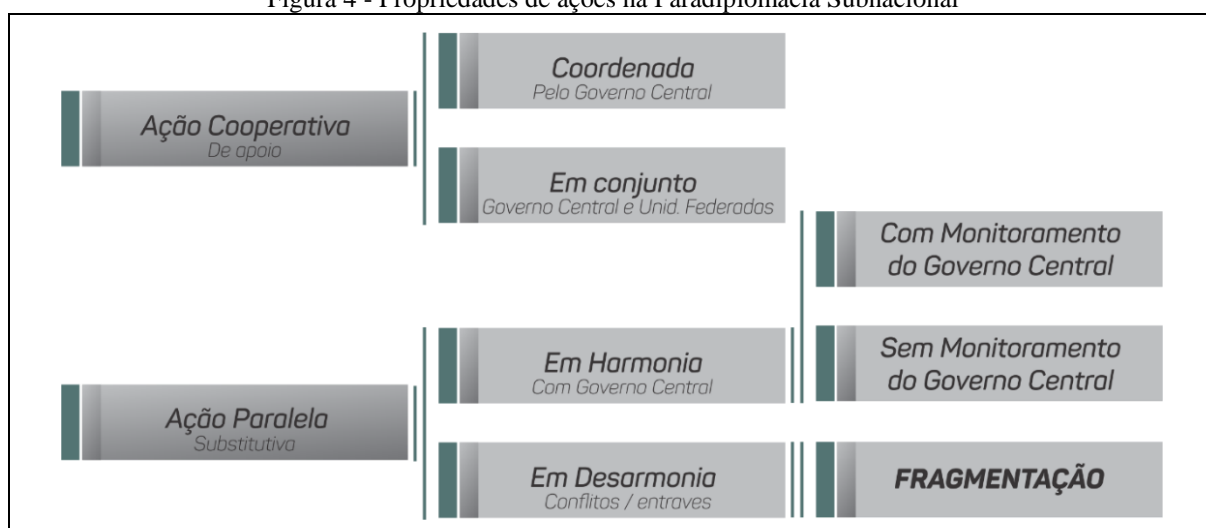 Figura 4 - Propriedades de ações na Paradiplomacia Subnacional
Ação Cooperativa
De apoio
Coordenada
Pelo Governo Central
Em conjunto
Governo Central e Unid. Federadas
Ação Paralela
Substitutiva
Em Harmonia
Com Governo Central
Com Monitoramento
do Governo Central
Sem Monitoramento
do Governo Central
Em Desarmonia
Conflitos / entraves
FRAGMENTAÇÃO